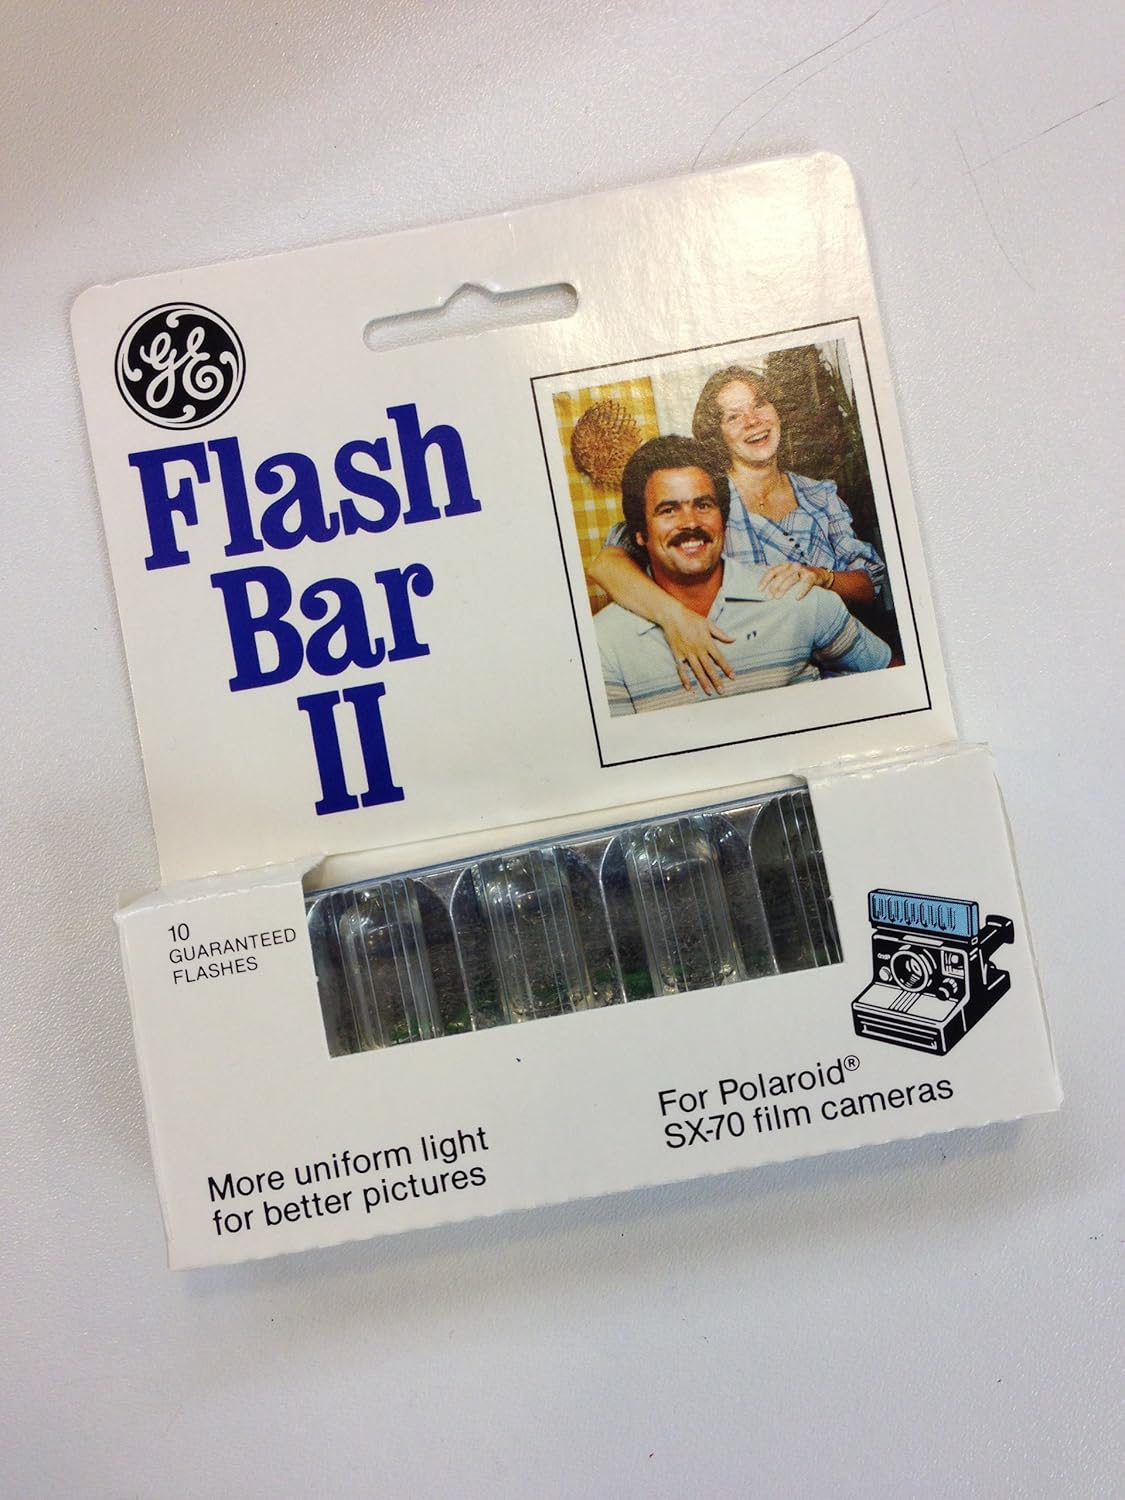 GE
Flash
Bar
II
10
GUARANTEED
FLASHES
More uniform light
for better pictures
For Polaroid®
SX-70 film cameras